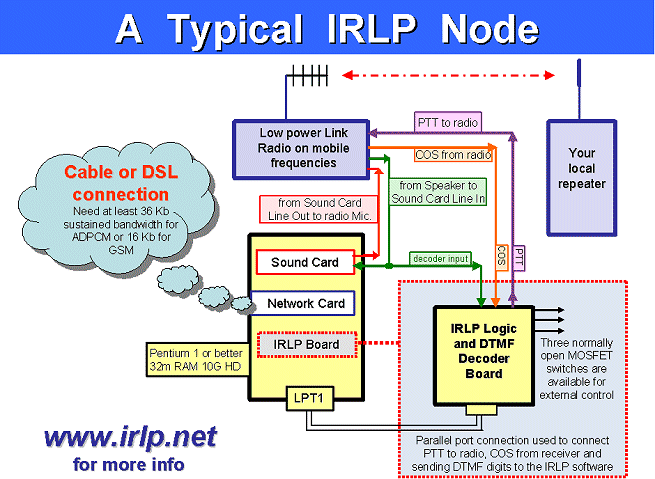 A Typical IRLP Node
PTT to radio
Low power Link
Radio on mobile
frequencies
COS from radio
Your
local
repeater
Cable or DSL
connection
Need at least 36 Kb
sustained bandwidth for
ADPCM or 16 Kb for
GSM
from Speaker to
Sound Card Line In
from Sound Card
Line Out to radio Mic.
Sound Card
decoder input
COS
PTT
Network Card
IRLP Board
IRLP Logic
and DTMF
Decoder
Board
Three normally
open MOSFET
switches are
available for
external control
Pentium 1 or better
32m RAM 10G HD
LPT1
www.irlp.net
for more info
Parallel port connection used to connect
PTT to radio, COS from receiver and
sending DTMF digits to the IRLP software